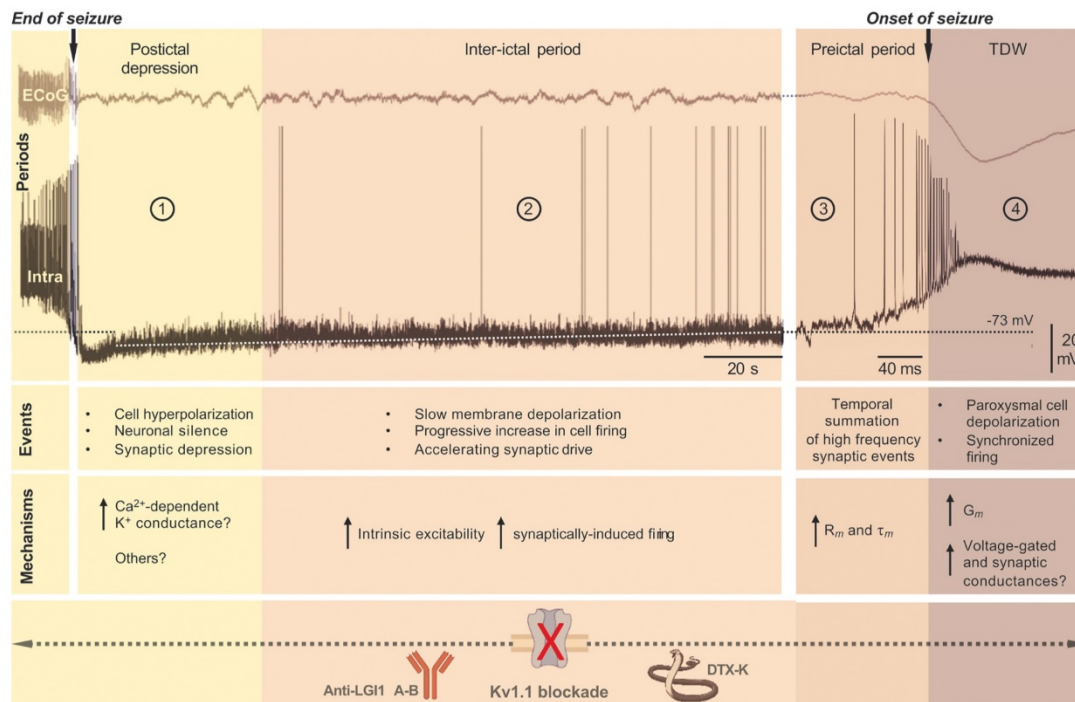 End of seizure
Onset of seizure
Postictal
depression
Inter-ictal period
Preictal period
TDW
ECoG
Periods
1
2
3
4
Intra
-73 mV
20 s
40 ms
20
mV
Events
• Cell hyperpolarization
• Neuronal silence
• Synaptic depression
• Slow membrane depolarization
• Progressive increase in cell firing
• Accelerating synaptic drive
Temporal
summation
of high frequency
synaptic events
• Paroxysmal cell
depolarization
• Synchronized
firing
Mechanisms
↑ Ca²⁺-dependent
K⁺ conductance?
Others?
↑ Intrinsic excitability ↑ synaptically-induced firing
↑ Rm and τm
↑ Gm
↑ Voltage-gated
and synaptic
conductances?
Anti-LGI1 A-B
Kv1.1 blockade
DTX-K